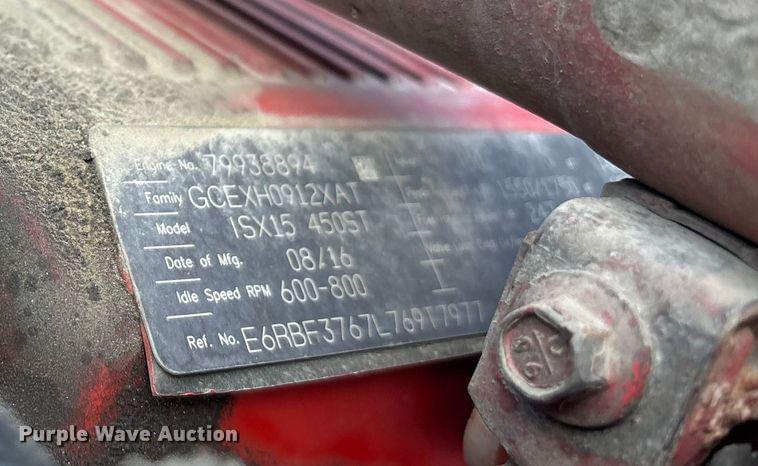 Engine No. 79938894
Family GCEXH0912XAT
Model ISX15 450ST
Date of Mfg. 08/16
Idle Speed RPM 600-800
Ref. No. E6RBF3767L769T7977
Purple Wave Auction